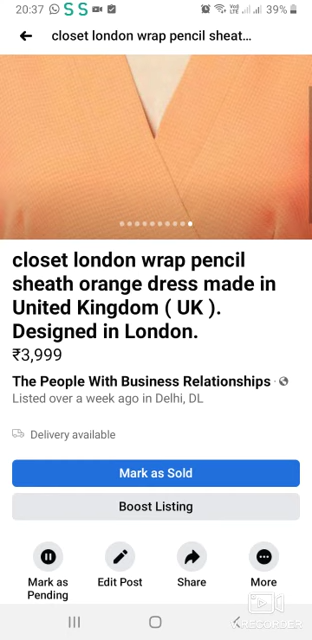 20:37 39%
closet london wrap pencil sheat...
closet london wrap pencil
sheath orange dress made in
United Kingdom ( UK ).
Designed in London.
₹3,999
The People With Business Relationships ·
Listed over a week ago in Delhi, DL
Delivery available
Mark as Sold
Boost Listing
Mark as Pending
Edit Post
Share
More
RECORDER